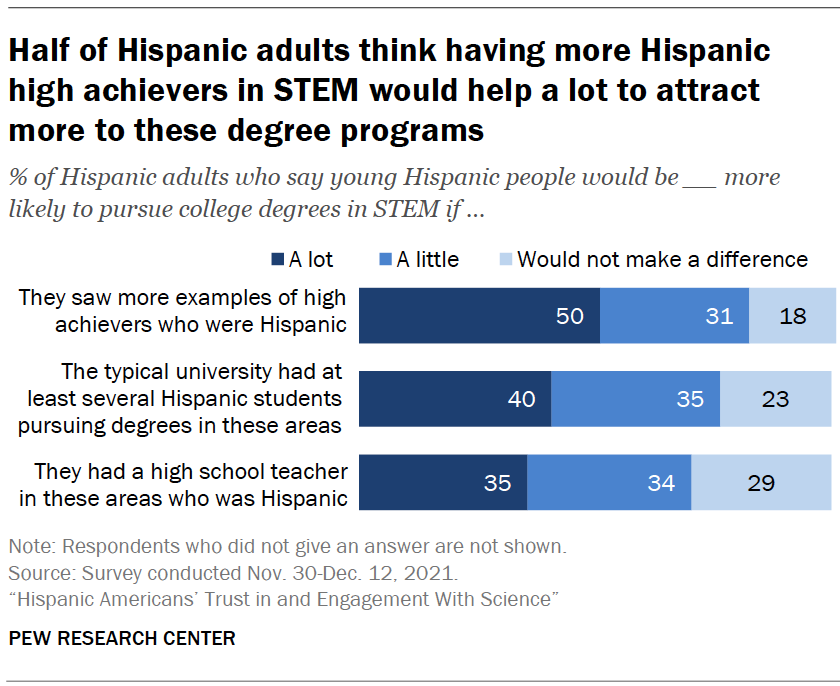 Half of Hispanic adults think having more Hispanic
high achievers in STEM would help a lot to attract
more to these degree programs
% of Hispanic adults who say young Hispanic people would be ___ more
likely to pursue college degrees in STEM if ...
A lot A little Would not make a difference
They saw more examples of high
achievers who were Hispanic
50 31 18
The typical university had at
least several Hispanic students
pursuing degrees in these areas
40 35 23
They had a high school teacher
in these areas who was Hispanic
35 34 29
Note: Respondents who did not give an answer are not shown.
Source: Survey conducted Nov. 30-Dec. 12, 2021.
“Hispanic Americans’ Trust in and Engagement With Science”
PEW RESEARCH CENTER